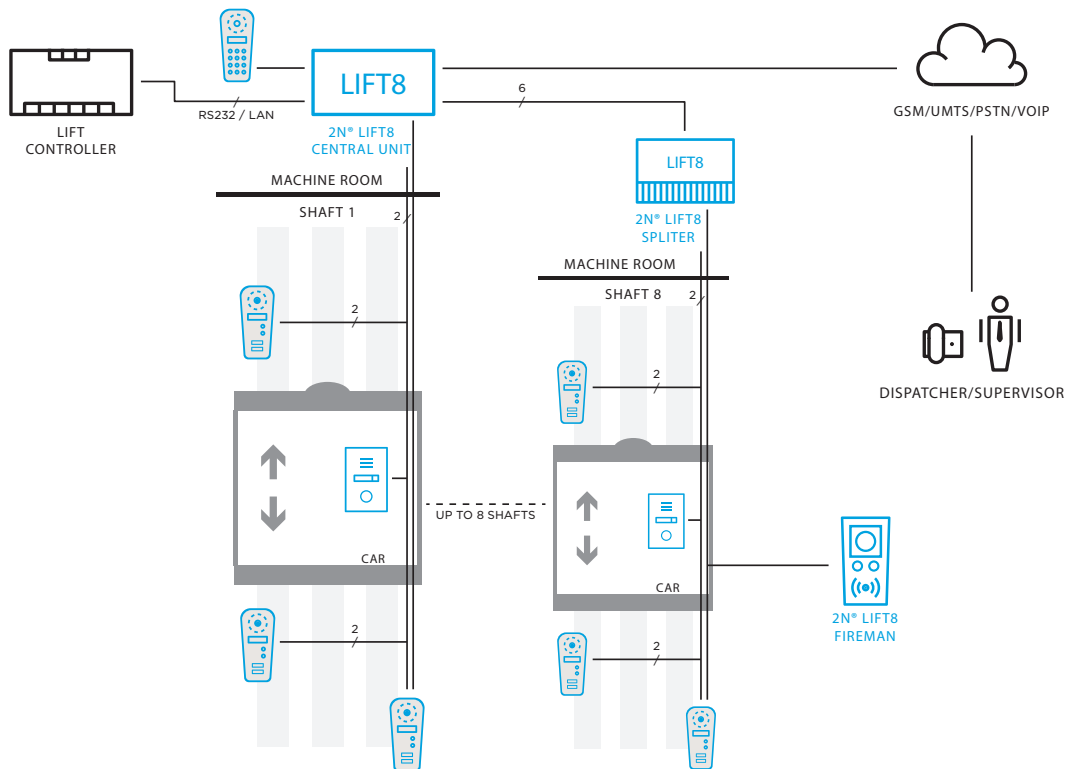 LIFT8
6
RS232 / LAN
GSM/UMTS/PSTN/VOIP
LIFT
CONTROLLER
2N® LIFT8
CENTRAL UNIT
LIFT8
MACHINE ROOM
SHAFT 1
2
2N® LIFT8
SPLITER
MACHINE ROOM
SHAFT 8
2
2
2
DISPATCHER/SUPERVISOR
UP TO 8 SHAFTS
CAR
CAR
2N® LIFT8
FIREMAN
2
2